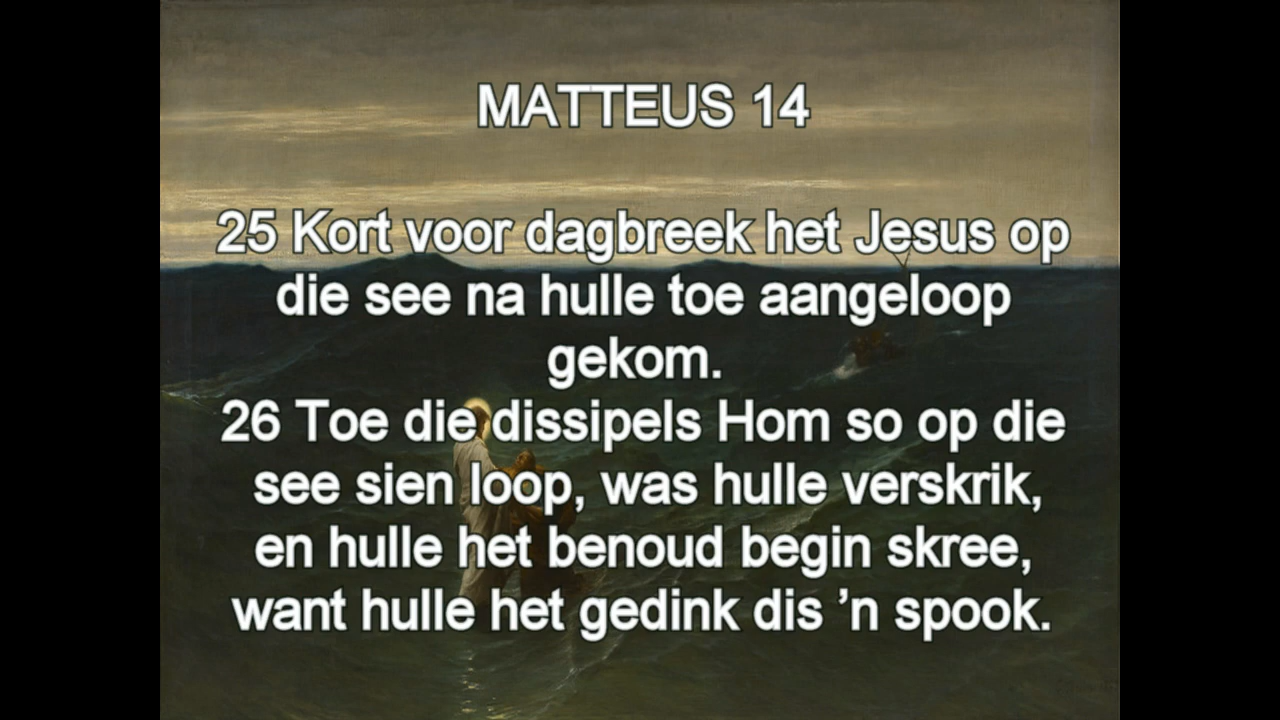 MATTEUS 14
25 Kort voor dagbreek het Jesus op
die see na hulle toe aangeloop
gekom.
26 Toe die dissipels Hom so op die
see sien loop, was hulle verskrik,
en hulle het benoud begin skree,
want hulle het gedink dis ’n spook.